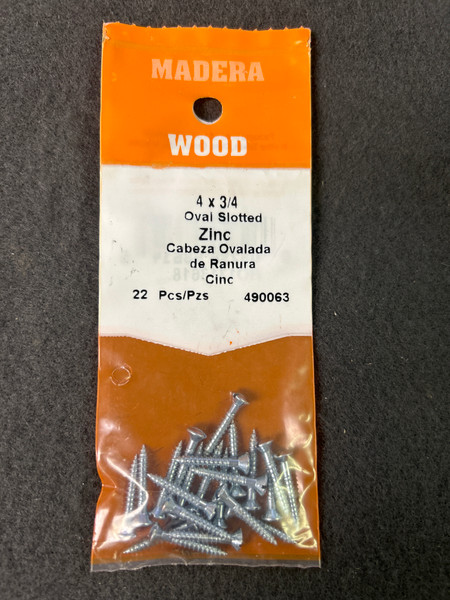 MADERA
WOOD
4 x 3/4
Oval Slotted
Zinc
Cabeza Ovalada
de Ranura
Cinc
22 Pcs/Pzs 490063